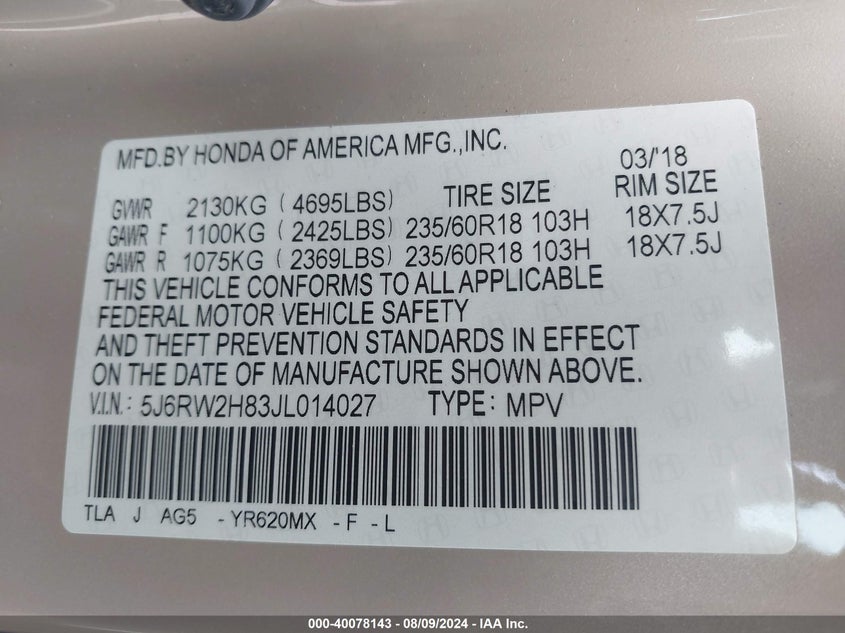 MFD.BY HONDA OF AMERICA MFG.,INC. 03/'18
GVWR 2130KG ( 4695LBS) TIRE SIZE RIM SIZE
GAWR F 1100KG (2425LBS) 235/60R18 103H 18X7.5J
GAWR R 1075KG (2369LBS) 235/60R18 103H 18X7.5J
THIS VEHICLE CONFORMS TO ALL APPLICABLE
FEDERAL MOTOR VEHICLE SAFETY
AND THEFT PREVENTION STANDARDS IN EFFECT
ON THE DATE OF MANUFACTURE SHOWN ABOVE.
V.I.N.: 5J6RW2H83JL014027 TYPE: MPV
TLA J AG5 -YR620MX -F -L
000-40078143 - 08/09/2024 - IAA Inc.